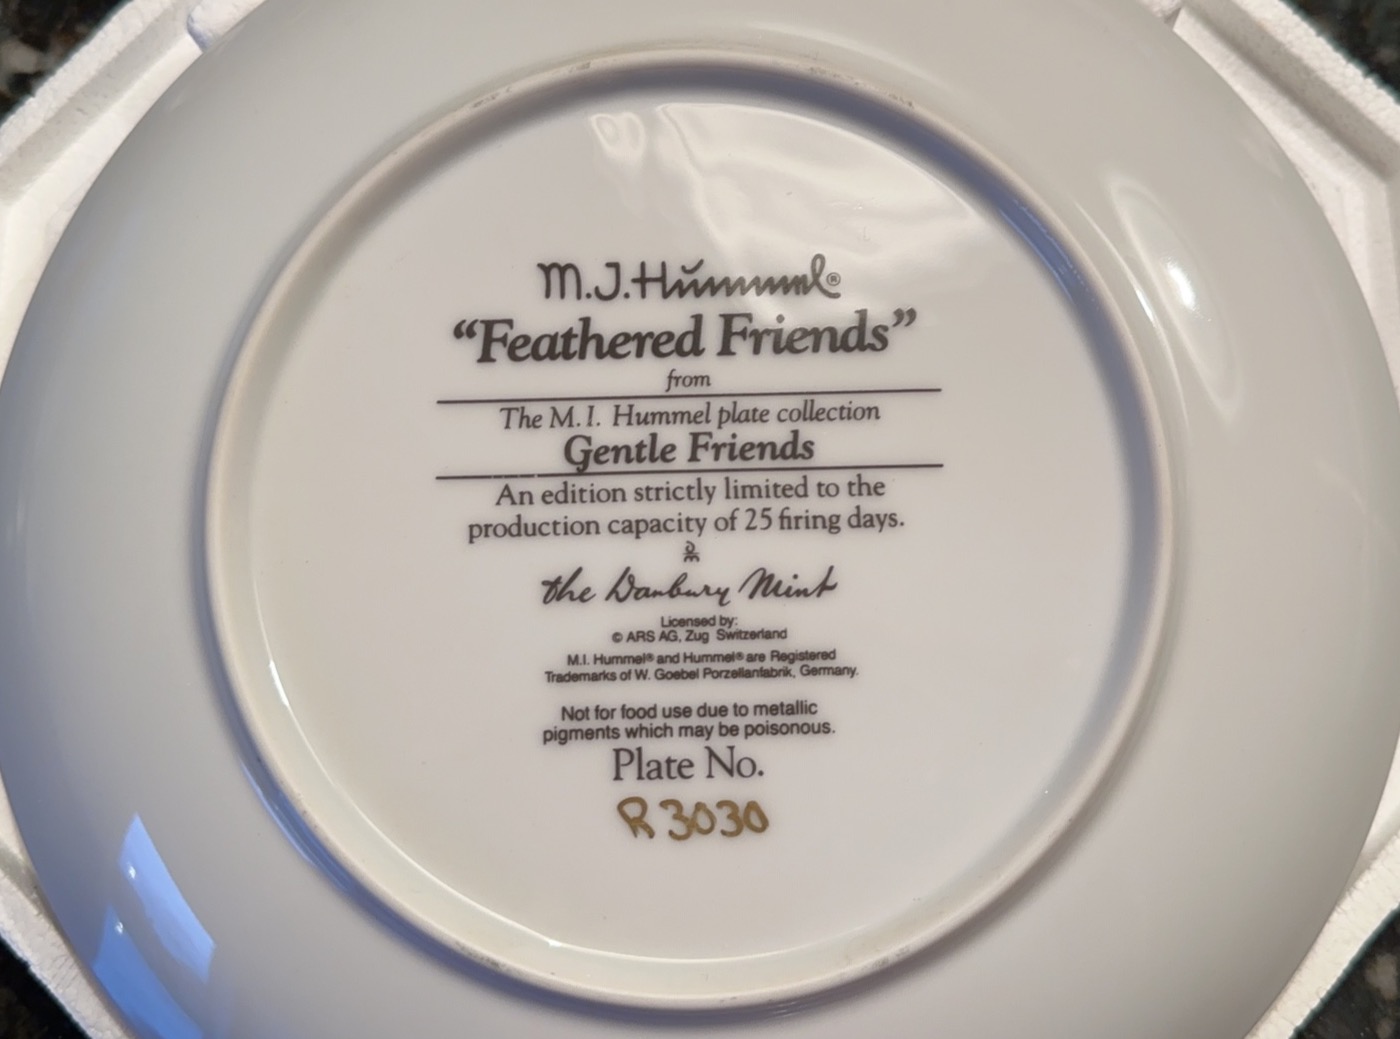 M.J.Hummel®
“Feathered Friends”
from
The M.I. Hummel plate collection
Gentle Friends
An edition strictly limited to the
production capacity of 25 firing days.
the Danbury Mint
Licensed by:
© ARS AG, Zug Switzerland
M.I. Hummel® and Hummel® are Registered
Trademarks of W. Goebel Porzellanfabrik, Germany.
Not for food use due to metallic
pigments which may be poisonous.
Plate No.
R3030